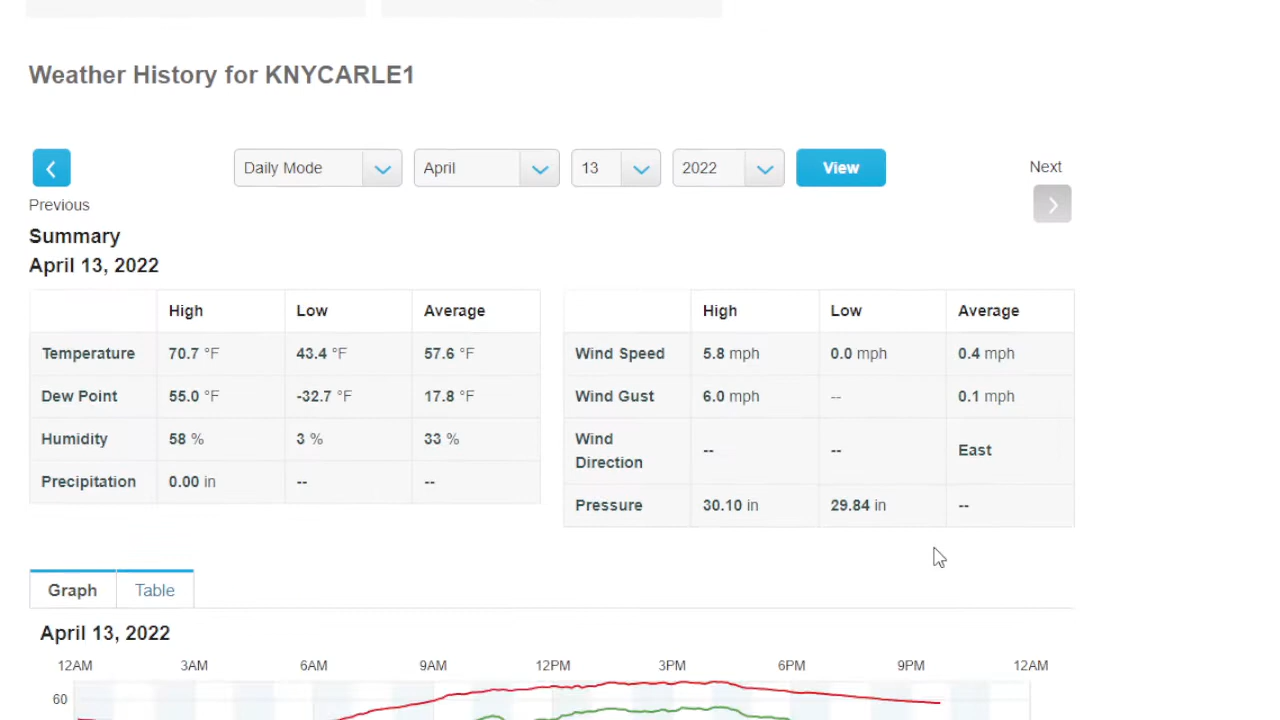 Weather History for KNYCARLE1
Daily Mode April 13 2022 View Next
Previous
Summary
April 13, 2022
High Low Average
Temperature 70.7 °F 43.4 °F 57.6 °F
Dew Point 55.0 °F -32.7 °F 17.8 °F
Humidity 58 % 3 % 33 %
Precipitation 0.00 in -- --
High Low Average
Wind Speed 5.8 mph 0.0 mph 0.4 mph
Wind Gust 6.0 mph -- 0.1 mph
Wind
Direction -- -- East
Pressure 30.10 in 29.84 in --
Graph Table
April 13, 2022
12AM 3AM 6AM 9AM 12PM 3PM 6PM 9PM 12AM
60